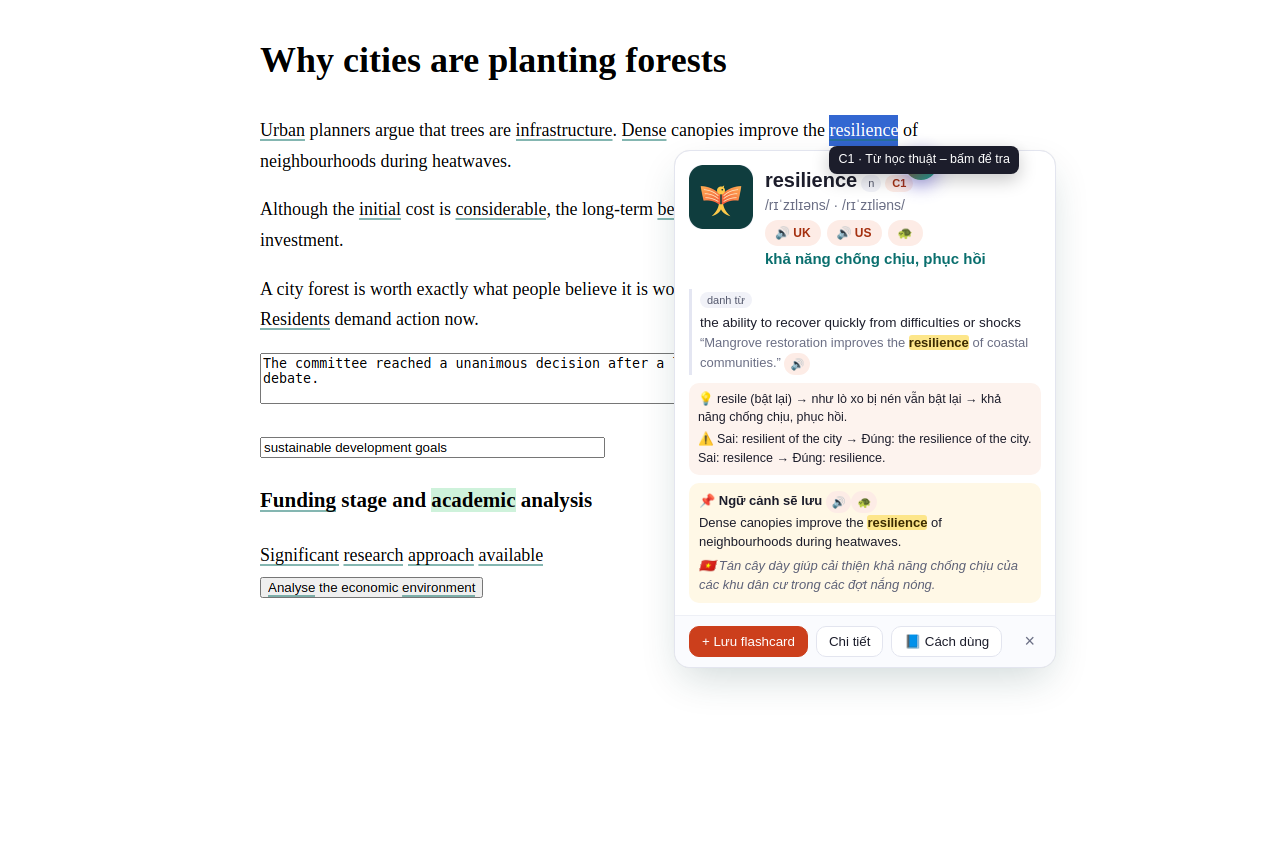 Why cities are planting forests
Urban planners argue that trees are infrastructure. Dense canopies improve the resilience of
neighbourhoods during heatwaves.
Although the initial cost is considerable, the long-term be
investment.
A city forest is worth exactly what people believe it is wo
Residents demand action now.
The committee reached a unanimous decision after a
debate.
sustainable development goals
Funding stage and academic analysis
Significant research approach available
Analyse the economic environment
C1 · Từ học thuật – bấm để tra
resilience n C1
/rɪˈzɪlɪəns/ · /rɪˈzɪliəns/
🔊 UK 🔊 US 🐢
khả năng chống chịu, phục hồi
danh từ
the ability to recover quickly from difficulties or shocks
“Mangrove restoration improves the resilience of coastal
communities.” 🔊
💡 resile (bật lại) → như lò xo bị nén vẫn bật lại → khả
năng chống chịu, phục hồi.
⚠️ Sai: resilient of the city → Đúng: the resilience of the city.
Sai: resilence → Đúng: resilience.
📌 Ngữ cảnh sẽ lưu 🔊 🐢
Dense canopies improve the resilience of
neighbourhoods during heatwaves.
🇻🇳 Tán cây dày giúp cải thiện khả năng chống chịu của
các khu dân cư trong các đợt nắng nóng.
+ Lưu flashcard Chi tiết 📘 Cách dùng ×